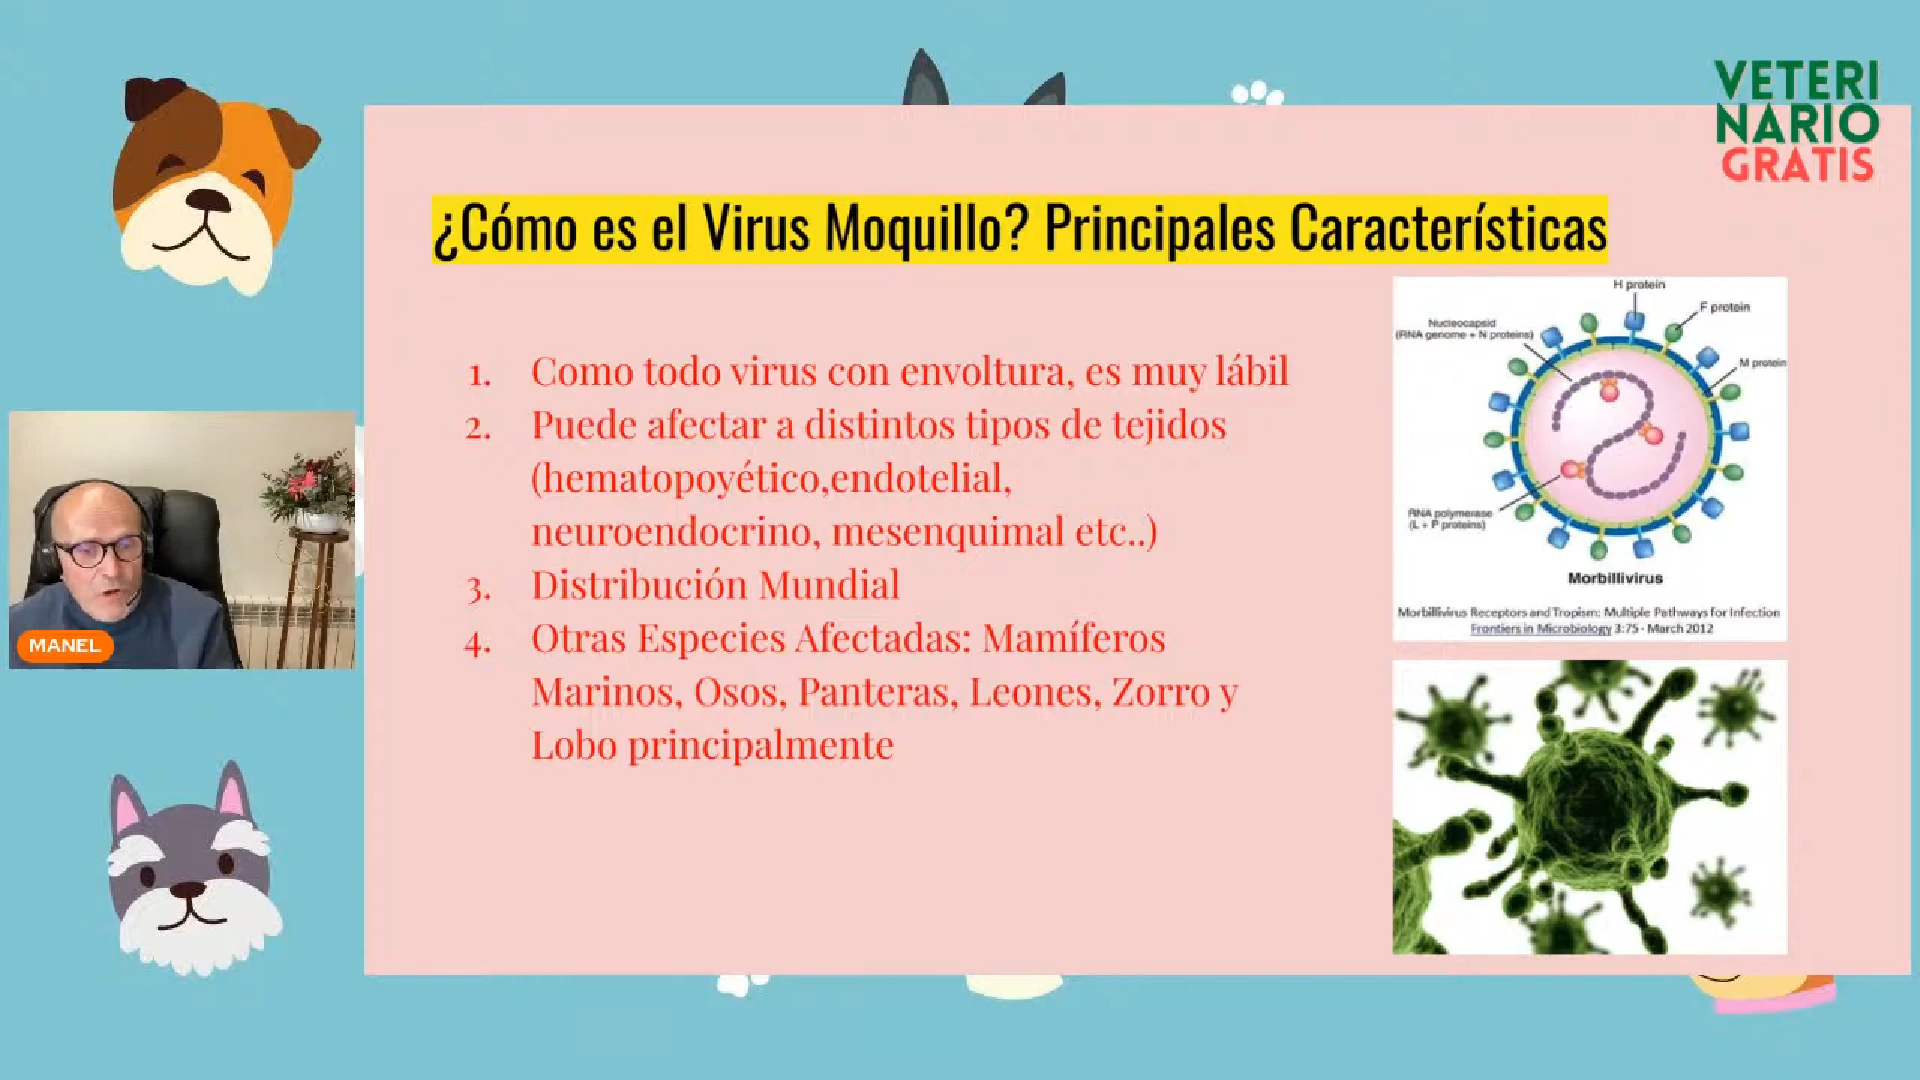 VETERI
NARIO
GRATIS
¿Cómo es el Virus Moquillo? Principales Características
1. Como todo virus con envoltura, es muy lábil
2. Puede afectar a distintos tipos de tejidos
(hematopoyético,endotelial,
neuroendocrino, mesenquimal etc..)
3. Distribución Mundial
4. Otras Especies Afectadas: Mamíferos
Marinos, Osos, Panteras, Leones, Zorro y
Lobo principalmente
H protein
F protein
Nucleocapsid
(RNA genome + N proteins)
M protein
RNA polymerase
(L + P proteins)
Morbillivirus
Morbillivirus Receptors and Tropism: Multiple Pathways for Infection
Frontiers in Microbiology 3:75 · March 2012
MANEL